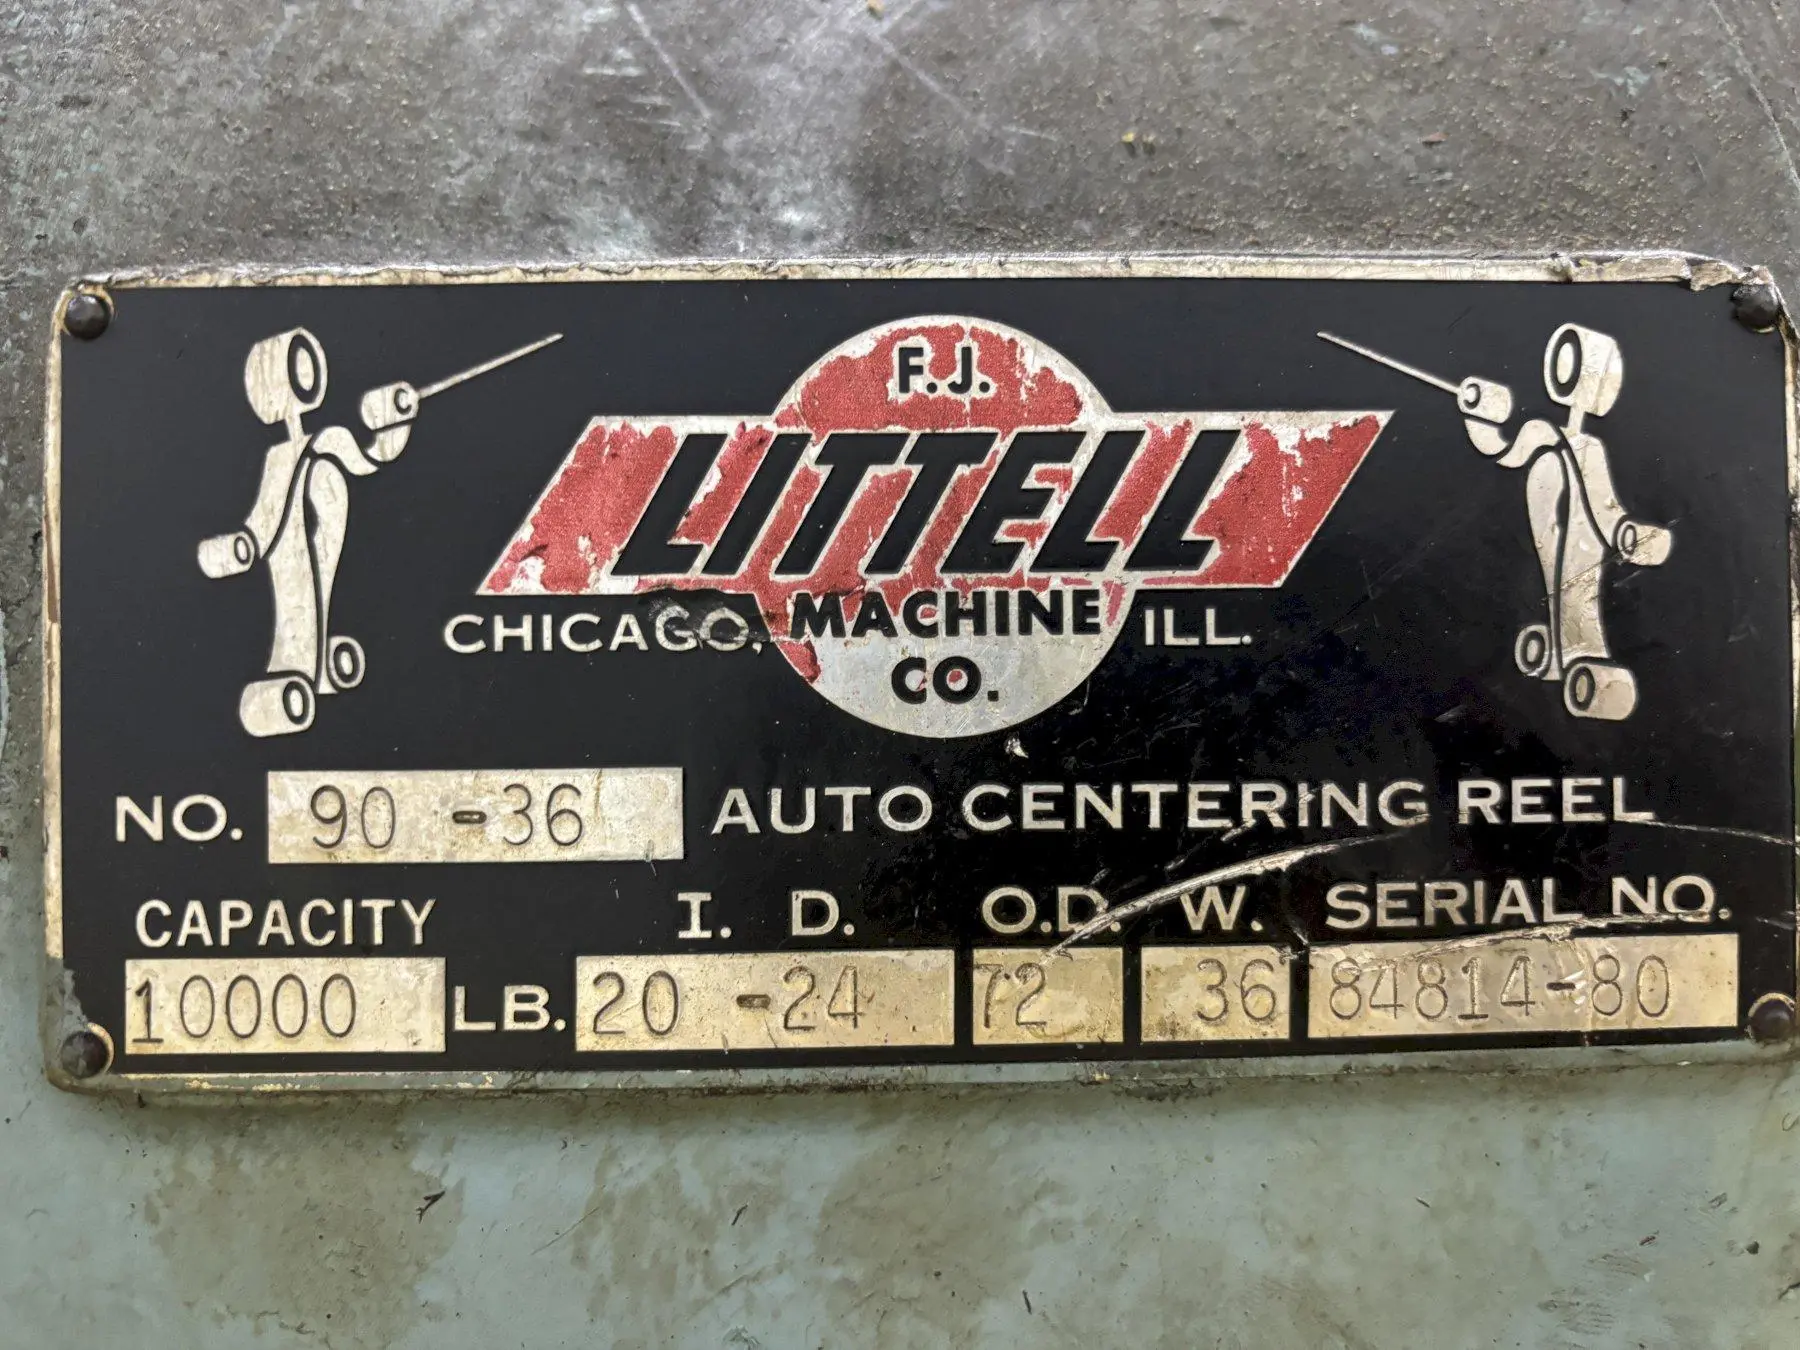 F.J.
LITTELL
CHICAGO, MACHINE ILL.
CO.
NO. 90 -36 AUTO CENTERING REEL
CAPACITY I. D. O.D. W. SERIAL NO.
10000 LB. 20 -24 72 36 84814-80